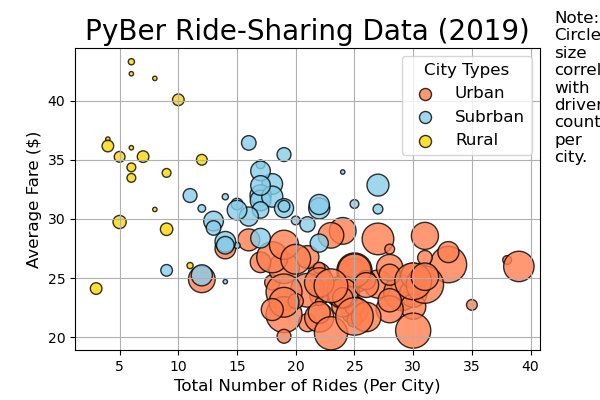 PyBer Ride-Sharing Data (2019)
Note:
Circle
size
correl
with
driver
count
per
city.
City Types
Urban
Subrban
Rural
Average Fare ($)
40
35
30
25
20
5
10
15
20
25
30
35
40
Total Number of Rides (Per City)